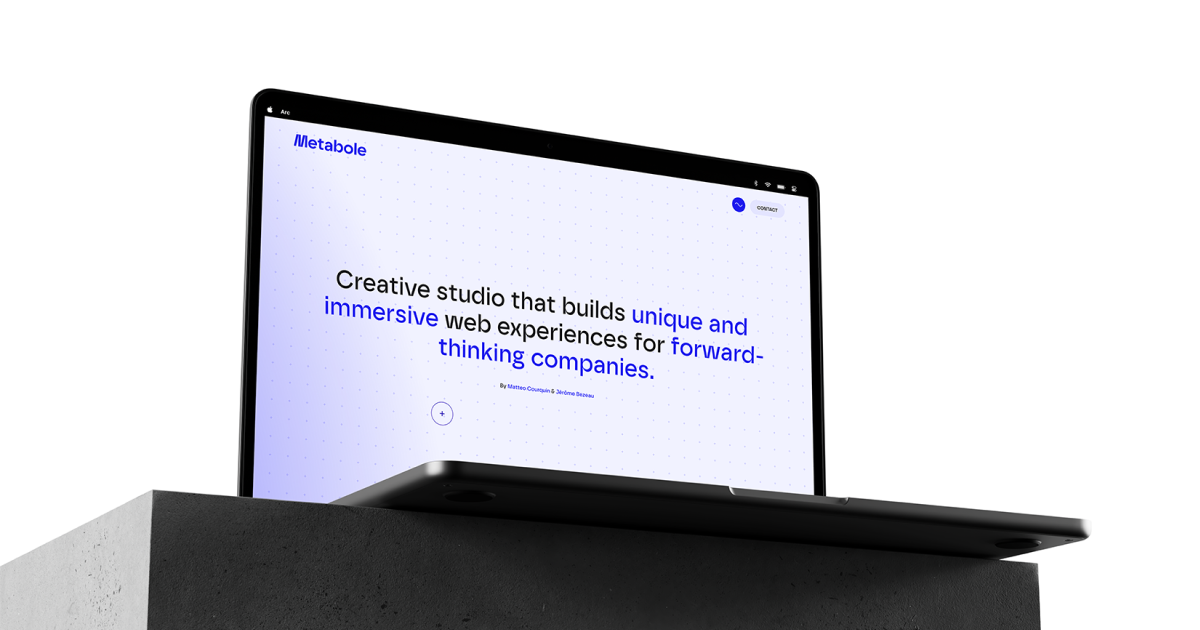 Arc
Metabole
CONTACT
Creative studio that builds unique and
immersive web experiences for forward-
thinking companies.
By Matteo Courquin & Jérôme Bezeau